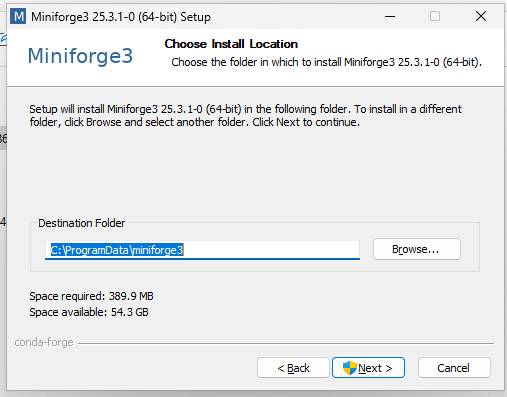 Miniforge3 25.3.1-0 (64-bit) Setup
Miniforge3
Choose Install Location
Choose the folder in which to install Miniforge3 25.3.1-0 (64-bit).
Setup will install Miniforge3 25.3.1-0 (64-bit) in the following folder. To install in a different
folder, click Browse and select another folder. Click Next to continue.
Destination Folder
C:\ProgramData\miniforge3
Browse...
Space required: 389.9 MB
Space available: 54.3 GB
conda-forge
< Back
Next >
Cancel